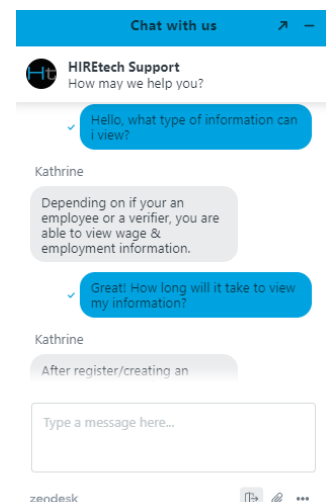 Chat with us
Ht
HIREtech Support
How may we help you?
Hello, what type of information can
i view?
Kathrine
Depending on if your an
employee or a verifier, you are
able to view wage &
employment information.
Great! How long will it take to view
my information?
Kathrine
After register/creating an
Type a message here...
zendesk